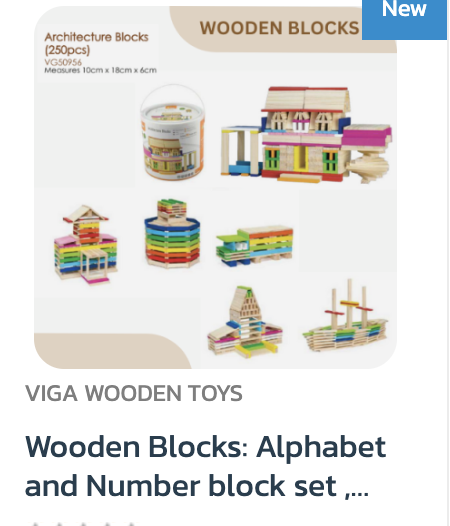 New
WOODEN BLOCKS
Architecture Blocks
(250pcs)
VG50956
Measures 10cm x 18cm x 6cm
VIGA WOODEN TOYS
Wooden Blocks: Alphabet
and Number block set ,...